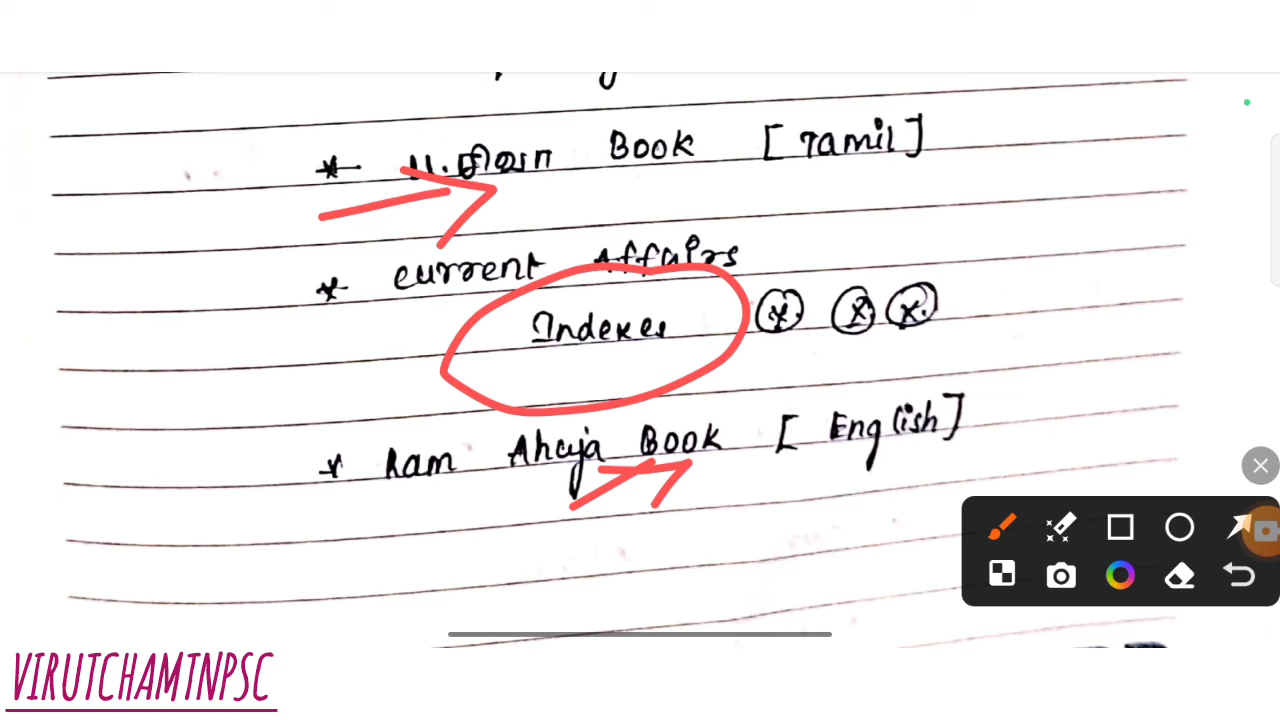 * ப.சிவா Book [Tamil]
* Current Affairs
Indexes
* Ram Ahuja Book [English]
VIRUTCHAMTNPSC